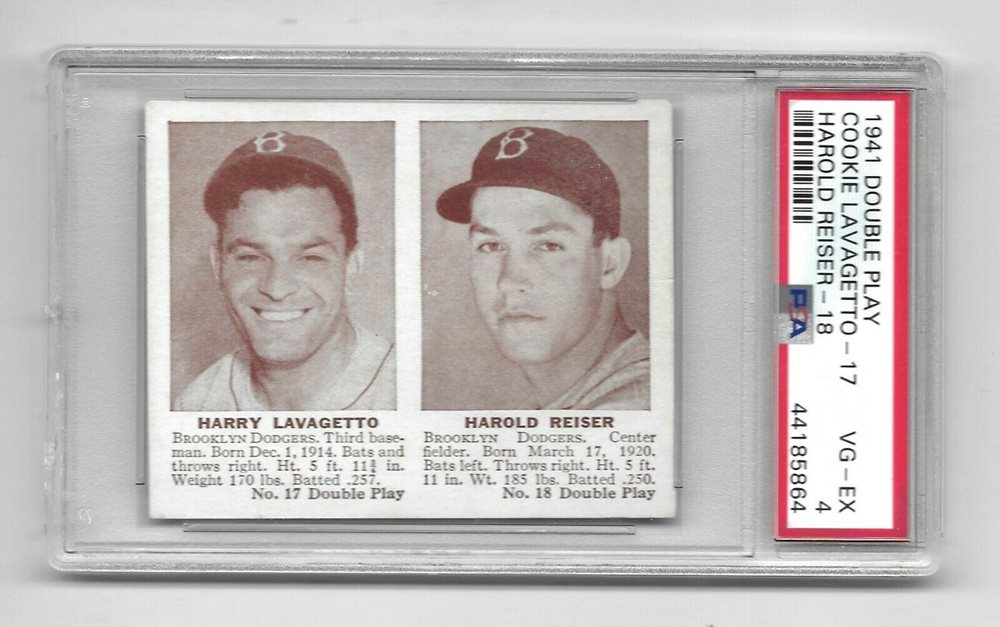 B
B
HARRY LAVAGETTO
BROOKLYN DODGERS. Third base-
man. Born Dec. 1, 1914. Bats and
throws right. Ht. 5 ft. 11¾ in.
Weight 170 lbs. Batted .257.
No. 17 Double Play
HAROLD REISER
BROOKLYN DODGERS. Center
fielder. Born March 17, 1920.
Bats left. Throws right. Ht. 5 ft.
11 in. Wt. 185 lbs. Batted .250.
No. 18 Double Play
1941 DOUBLE PLAY
COOKIE LAVAGETTO-17 VG-EX
HAROLD REISER-18 4
PSA
44185864